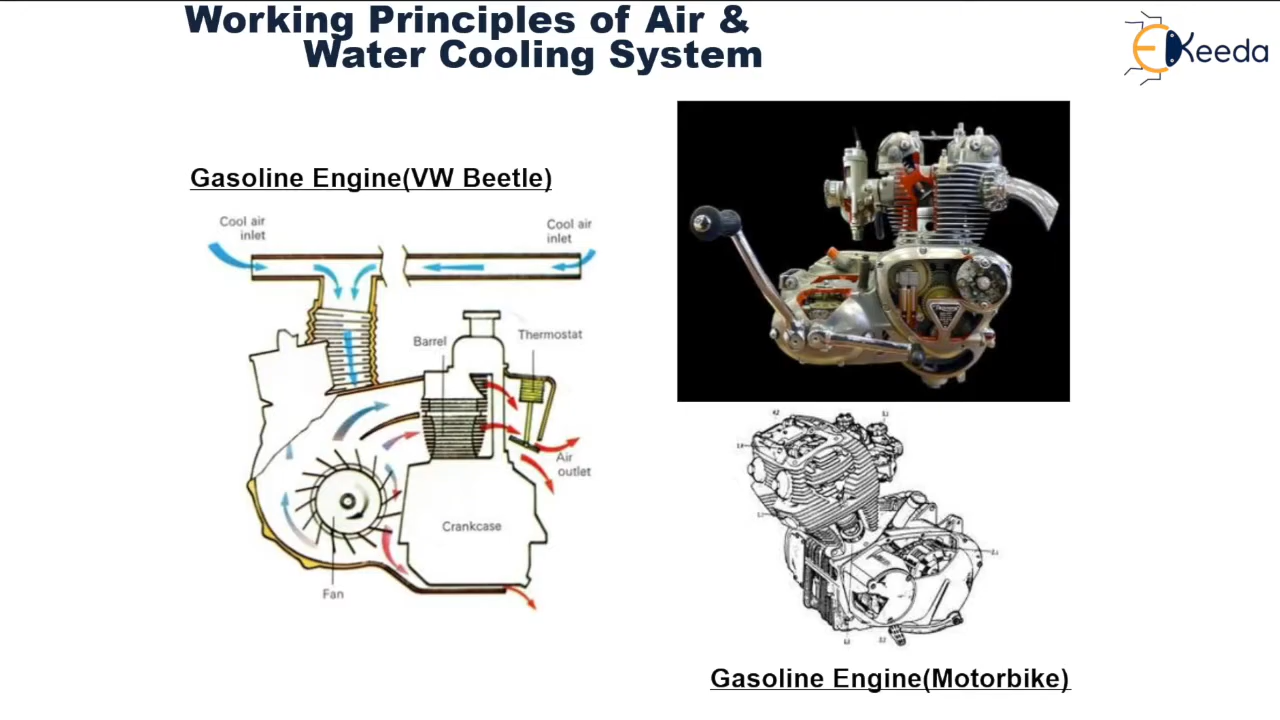 Working Principles of Air &
Water Cooling System
EKeeda
Gasoline Engine(VW Beetle)
Cool air
inlet
Cool air
inlet
Barrel
Thermostat
Air
outlet
Crankcase
Fan
Gasoline Engine(Motorbike)